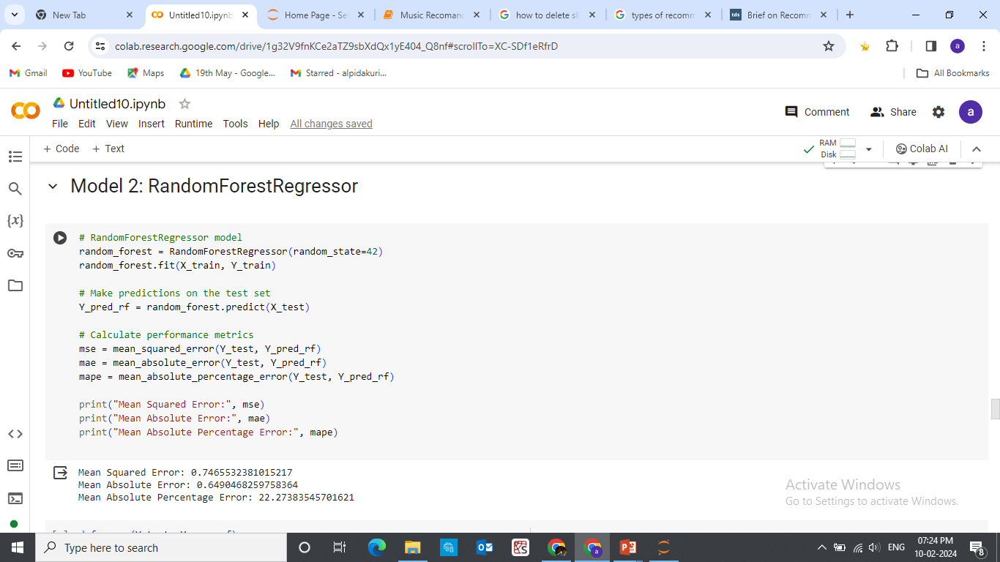 New Tab
Untitled10.ipynb
Home Page - Se
Music Recoman
how to delete sli
types of recomm
Brief on Recomm
colab.research.google.com/drive/1g32V9fnKCe2aTZ9sbXdQx1yE404_Q8nf#scrollTo=XC-SDf1eRfrD
Gmail
YouTube
Maps
19th May - Google...
Starred - alpidakuri...
All Bookmarks
Untitled10.ipynb
File Edit View Insert Runtime Tools Help All changes saved
Comment
Share
a
+ Code + Text
RAM
Disk
Colab AI
Model 2: RandomForestRegressor
# RandomForestRegressor model
random_forest = RandomForestRegressor(random_state=42)
random_forest.fit(X_train, Y_train)
# Make predictions on the test set
Y_pred_rf = random_forest.predict(X_test)
# Calculate performance metrics
mse = mean_squared_error(Y_test, Y_pred_rf)
mae = mean_absolute_error(Y_test, Y_pred_rf)
mape = mean_absolute_percentage_error(Y_test, Y_pred_rf)
print("Mean Squared Error:", mse)
print("Mean Absolute Error:", mae)
print("Mean Absolute Percentage Error:", mape)
Mean Squared Error: 0.7465532381015217
Mean Absolute Error: 0.6490468259758364
Mean Absolute Percentage Error: 22.27383545701621
Activate Windows
Go to Settings to activate Windows.
Type here to search
ENG
07:24 PM
10-02-2024
8